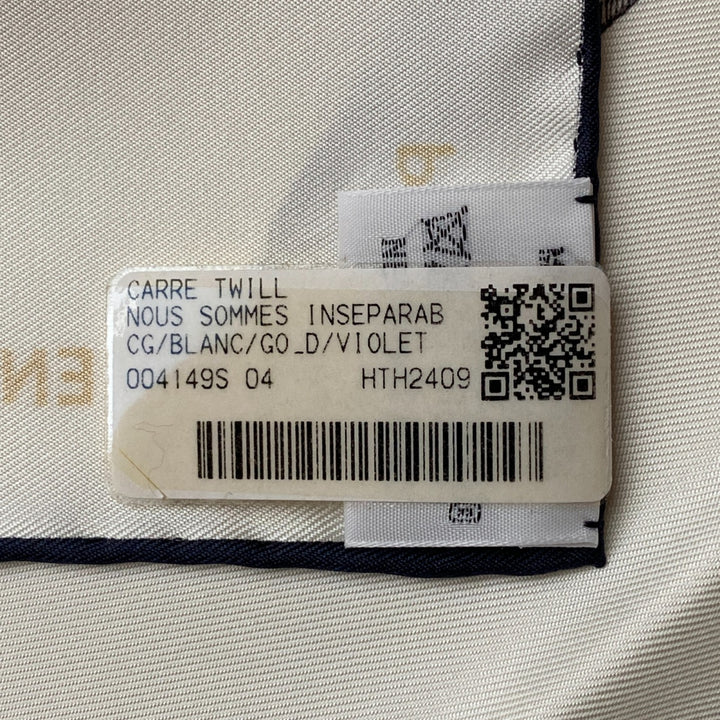 CARRE TWILL
NOUS SOMMES INSEPARAB
CG/BLANC/GO_D/VIOLET
004149S 04 HTH2409